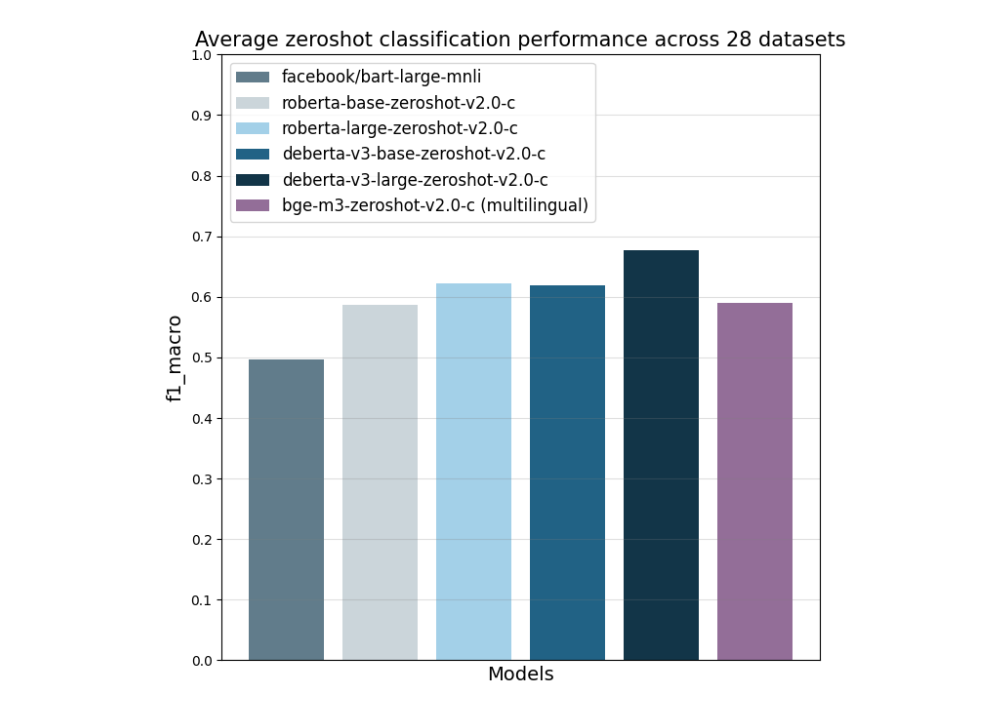 Average zeroshot classification performance across 28 datasets
1.0
0.9
0.8
0.7
0.6
0.5
0.4
0.3
0.2
0.1
0.0
f1_macro
facebook/bart-large-mnli
roberta-base-zeroshot-v2.0-c
roberta-large-zeroshot-v2.0-c
deberta-v3-base-zeroshot-v2.0-c
deberta-v3-large-zeroshot-v2.0-c
bge-m3-zeroshot-v2.0-c (multilingual)
Models